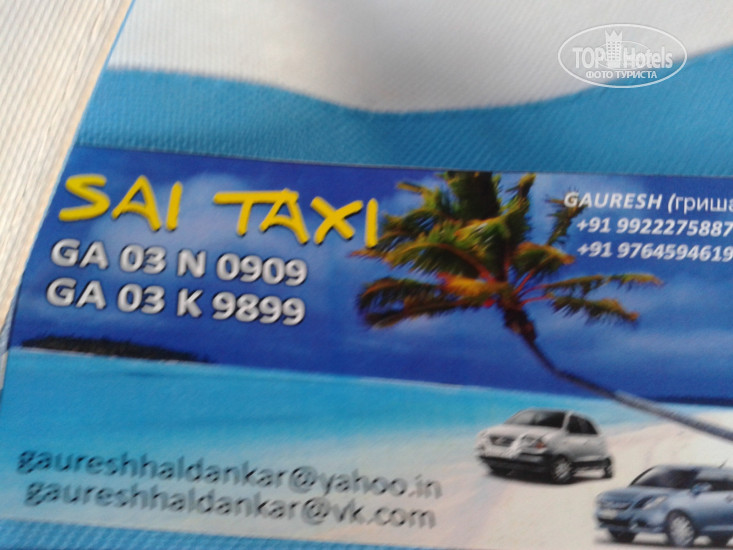 TOP Hotels
ФОТО ТУРИСТА
SAI TAXI
GA 03 N 0909
GA 03 K 9899
GAURESH (гриша
+91 9922275887
+91 9764594619
gaureshhaldankar@yahoo.in
gaureshhaldankar@vk.com